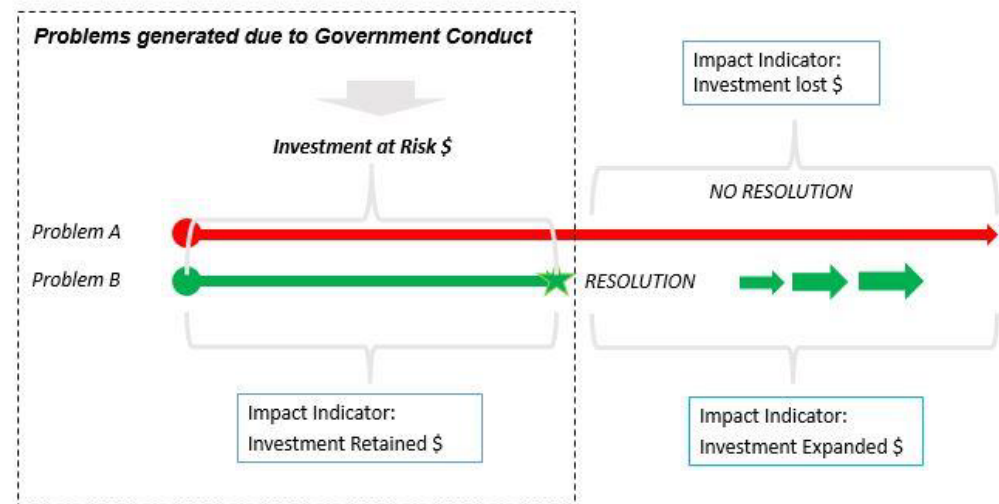 Problems generated due to Government Conduct
Impact Indicator:
Investment lost $
Investment at Risk $
NO RESOLUTION
Problem A
Problem B
RESOLUTION
Impact Indicator:
Investment Retained $
Impact Indicator:
Investment Expanded $